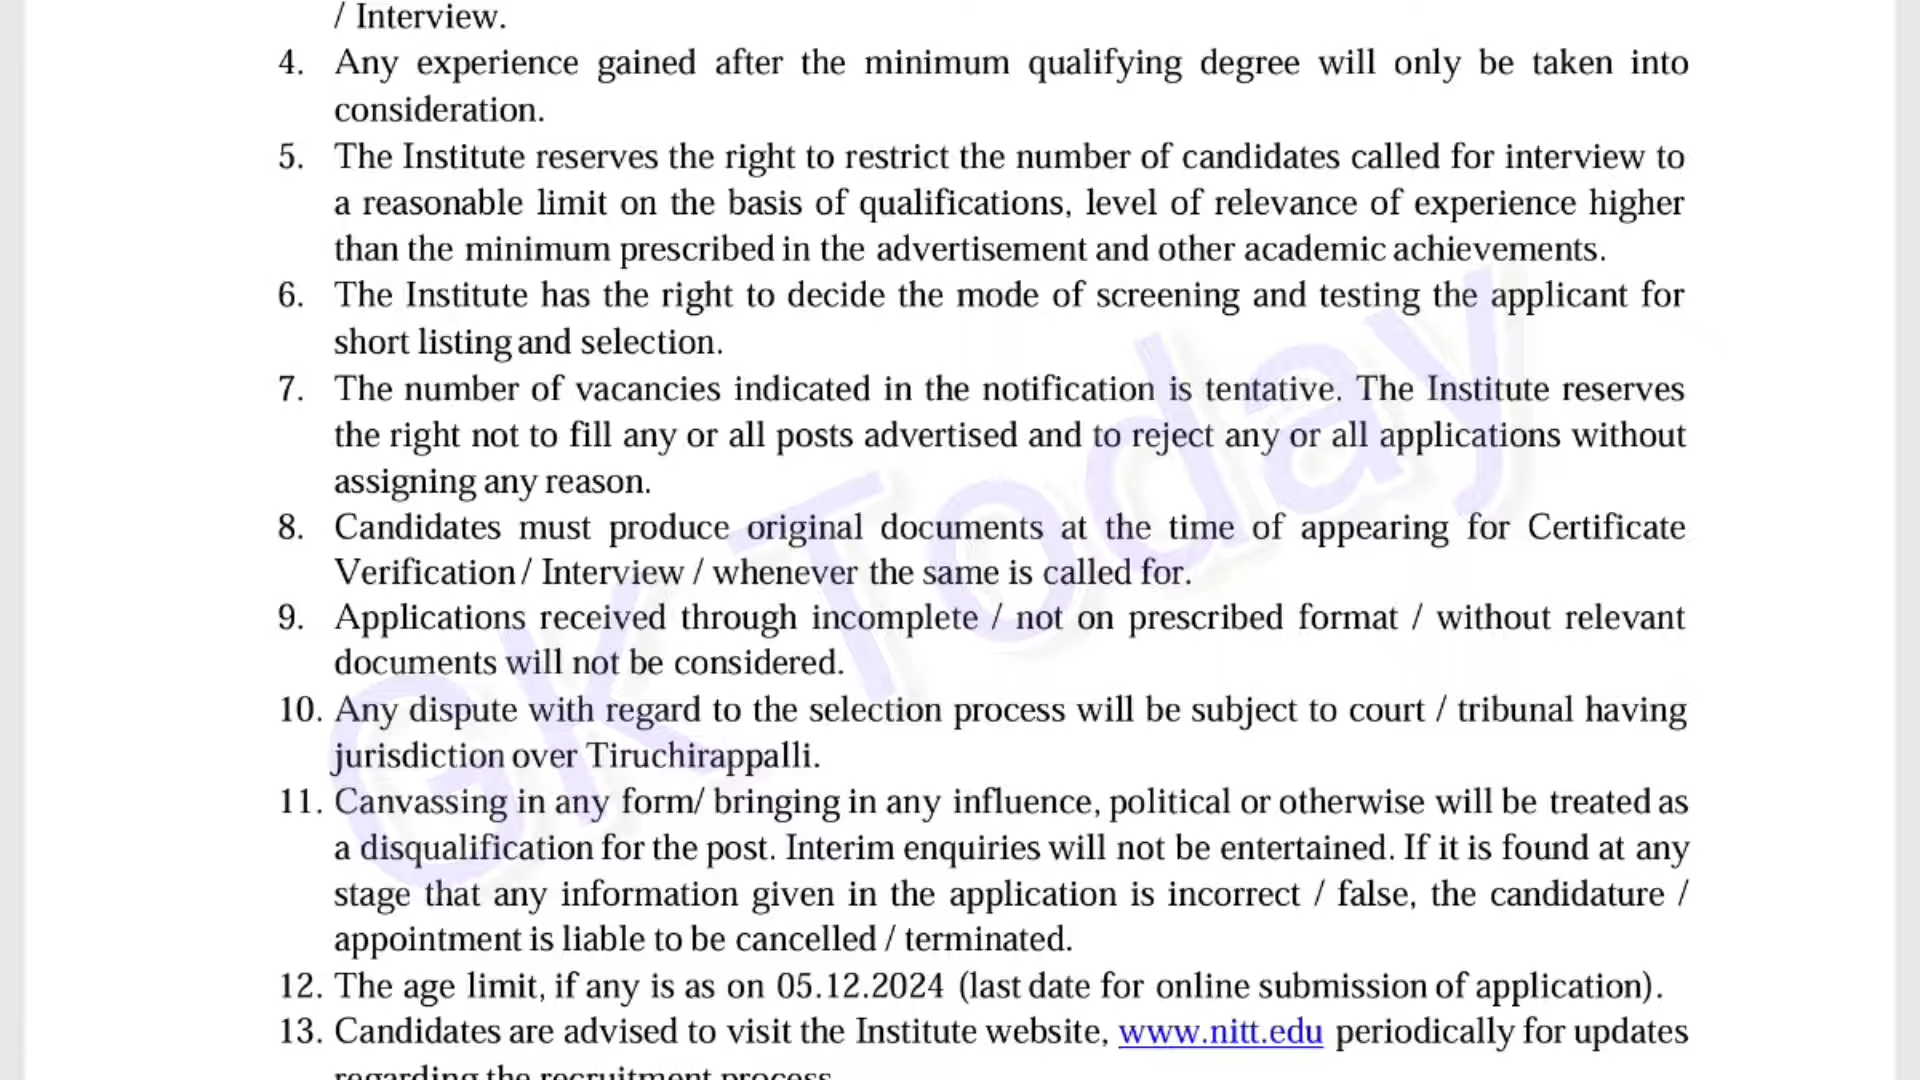 / Interview.
4. Any experience gained after the minimum qualifying degree will only be taken into
consideration.
5. The Institute reserves the right to restrict the number of candidates called for interview to
a reasonable limit on the basis of qualifications, level of relevance of experience higher
than the minimum prescribed in the advertisement and other academic achievements.
6. The Institute has the right to decide the mode of screening and testing the applicant for
short listing and selection.
7. The number of vacancies indicated in the notification is tentative. The Institute reserves
the right not to fill any or all posts advertised and to reject any or all applications without
assigning any reason.
8. Candidates must produce original documents at the time of appearing for Certificate
Verification / Interview / whenever the same is called for.
9. Applications received through incomplete / not on prescribed format / without relevant
documents will not be considered.
10. Any dispute with regard to the selection process will be subject to court / tribunal having
jurisdiction over Tiruchirappalli.
11. Canvassing in any form/ bringing in any influence, political or otherwise will be treated as
a disqualification for the post. Interim enquiries will not be entertained. If it is found at any
stage that any information given in the application is incorrect / false, the candidature /
appointment is liable to be cancelled / terminated.
12. The age limit, if any is as on 05.12.2024 (last date for online submission of application).
13. Candidates are advised to visit the Institute website, www.nitt.edu periodically for updates
regarding the recruitment process
GK Today